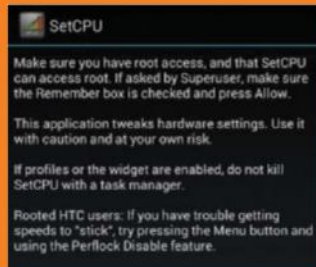 SetCPU
Make sure you have root access, and that SetCPU
can access root. If asked by Superuser, make sure
the Remember box is checked and press Allow.
This application tweaks hardware settings. Use it
with caution and at your own risk.
If profiles or the widget are enabled, do not kill
SetCPU with a task manager.
Rooted HTC users: If you have trouble getting
speeds to "stick", try pressing the Menu button and
using the Perflock Disable feature.